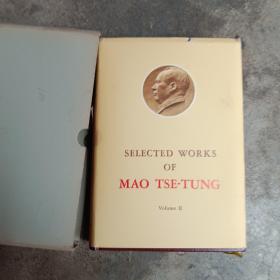 SELECTED WORKS
OF
MAO TSE-TUNG
Volume II